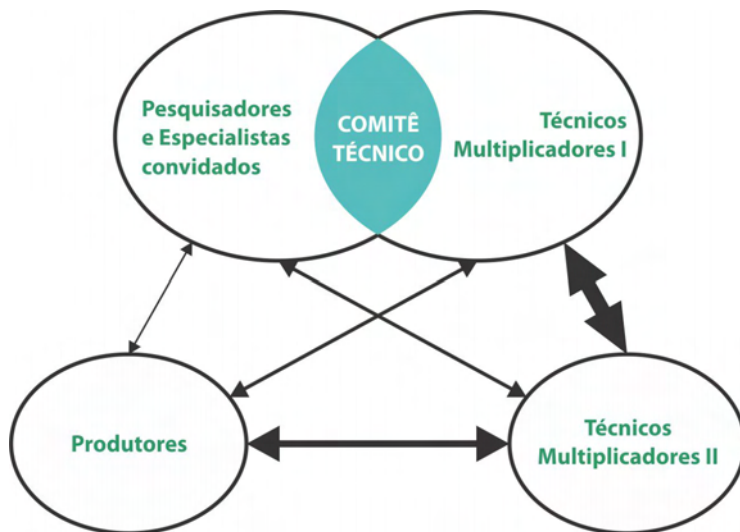 Pesquisadores
e Especialistas
convidados
COMITÊ
TÉCNICO
Técnicos
Multiplicadores I
Produtores
Técnicos
Multiplicadores II